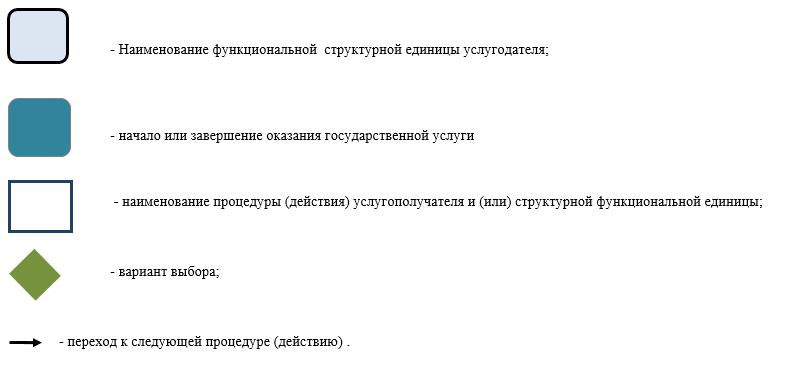 - Наименование функциональной  структурной единицы услугодателя;
- начало или завершение оказания государственной услуги
- наименование процедуры (действия) услугополучателя и (или) структурной функциональной единицы;
- вариант выбора;
- переход к следующей процедуре (действию) .